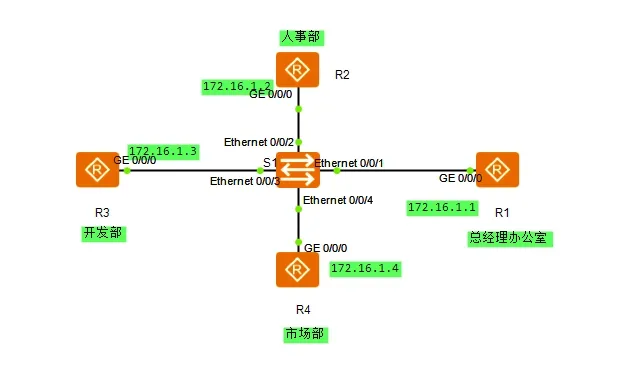 人事部
R2
172.16.1.2
GE 0/0/0
Ethernet 0/0/2
172.16.1.3
GE 0/0/0
S1
Ethernet 0/0/1
Ethernet 0/0/3
GE 0/0/0
Ethernet 0/0/4
172.16.1.1
R3
R1
开发部
总经理办公室
GE 0/0/0
172.16.1.4
R4
市场部